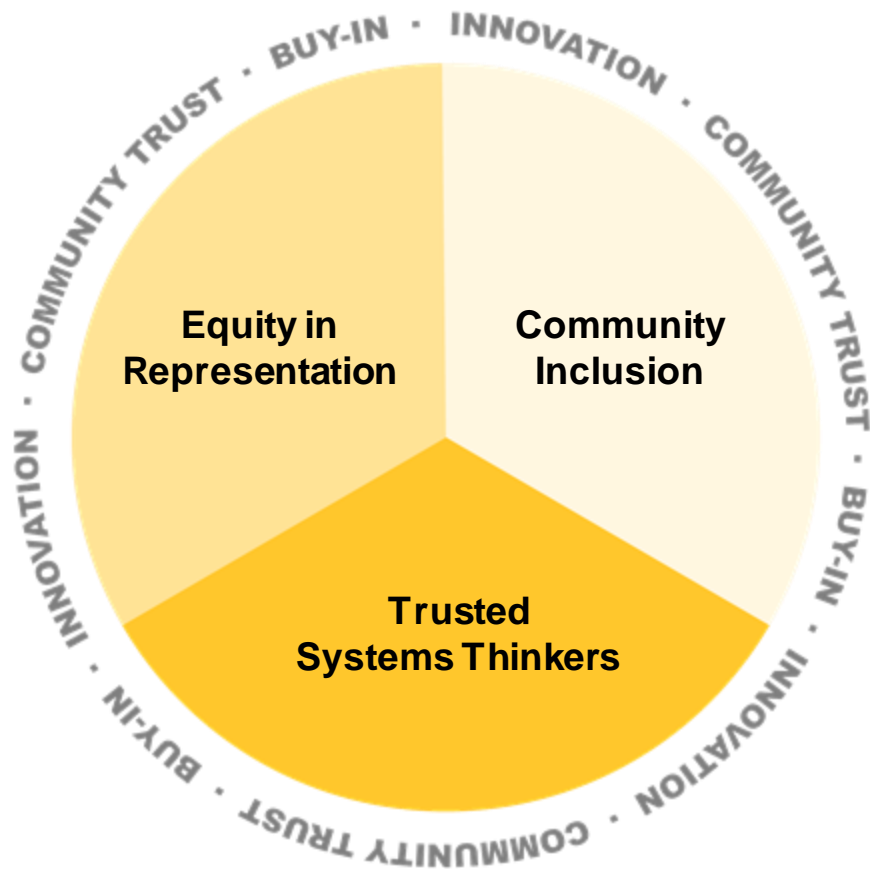 INNOVATION · COMMUNITY TRUST · BUY-IN · INNOVATION · COMMUNITY TRUST · BUY-IN · INNOVATION · COMMUNITY TRUST · BUY-IN ·
Equity in
Representation
Community
Inclusion
Trusted
Systems Thinkers